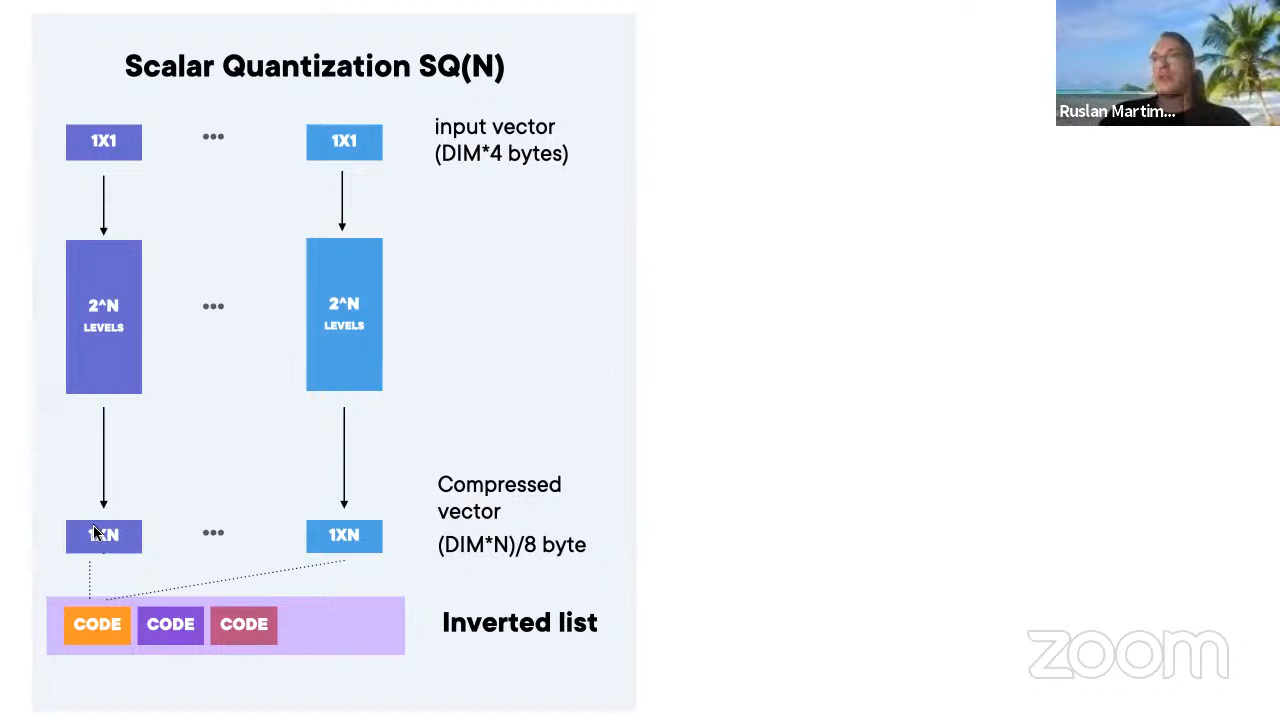 Scalar Quantization SQ(N)
1X1
•••
1X1
input vector
(DIM*4 bytes)
2^N
LEVELS
•••
2^N
LEVELS
•••
1XN
Compressed
vector
(DIM*N)/8 byte
CODE CODE CODE
Inverted list
Ruslan Martim...
zoom